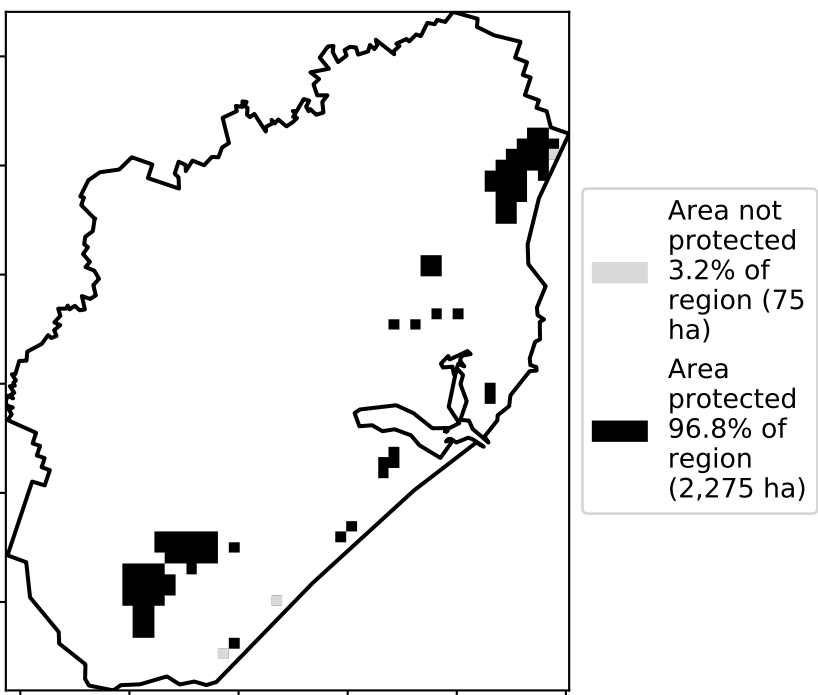 Area not
protected
3.2% of
region (75
ha)
Area
protected
96.8% of
region
(2,275 ha)